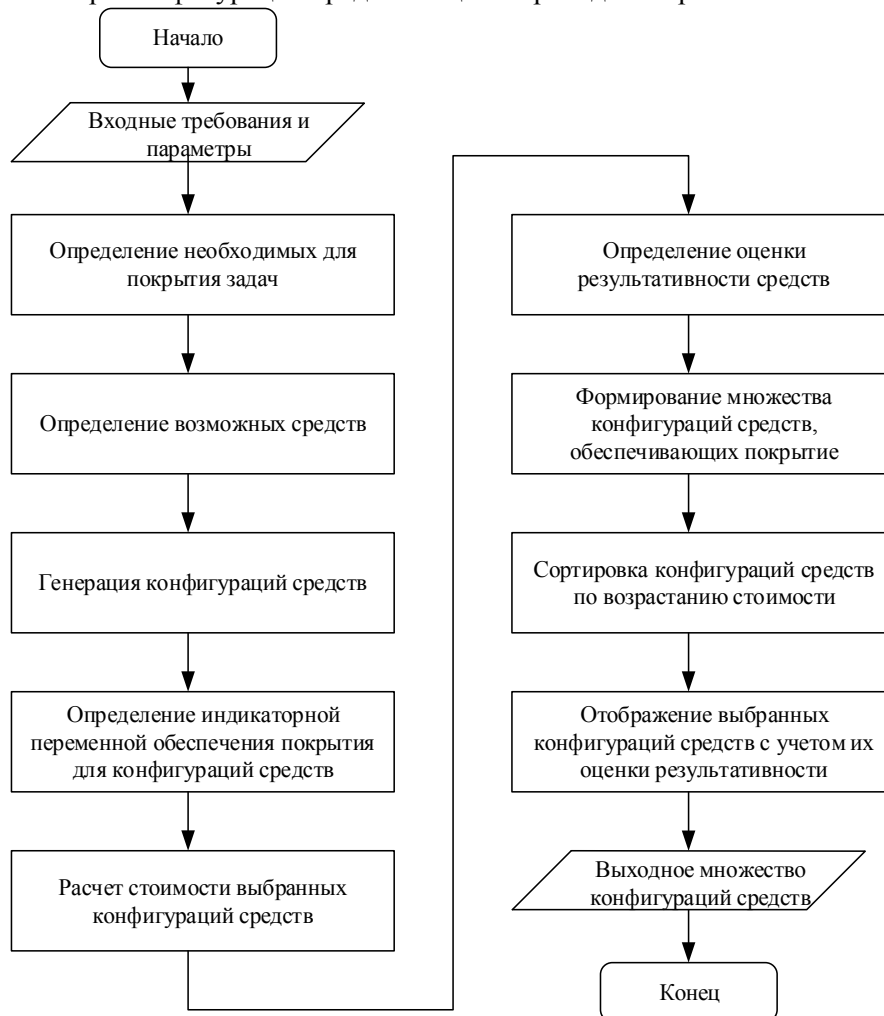 Начало
Входные требования и
параметры
Определение необходимых для
покрытия задач
Определение возможных средств
Генерация конфигураций средств
Определение индикаторной
переменной обеспечения покрытия
для конфигураций средств
Расчет стоимости выбранных
конфигураций средств
Определение оценки
результативности средств
Формирование множества
конфигураций средств,
обеспечивающих покрытие
Сортировка конфигураций средств
по возрастанию стоимости
Отображение выбранных
конфигураций средств с учетом их
оценки результативности
Выходное множество
конфигураций средств
Конец